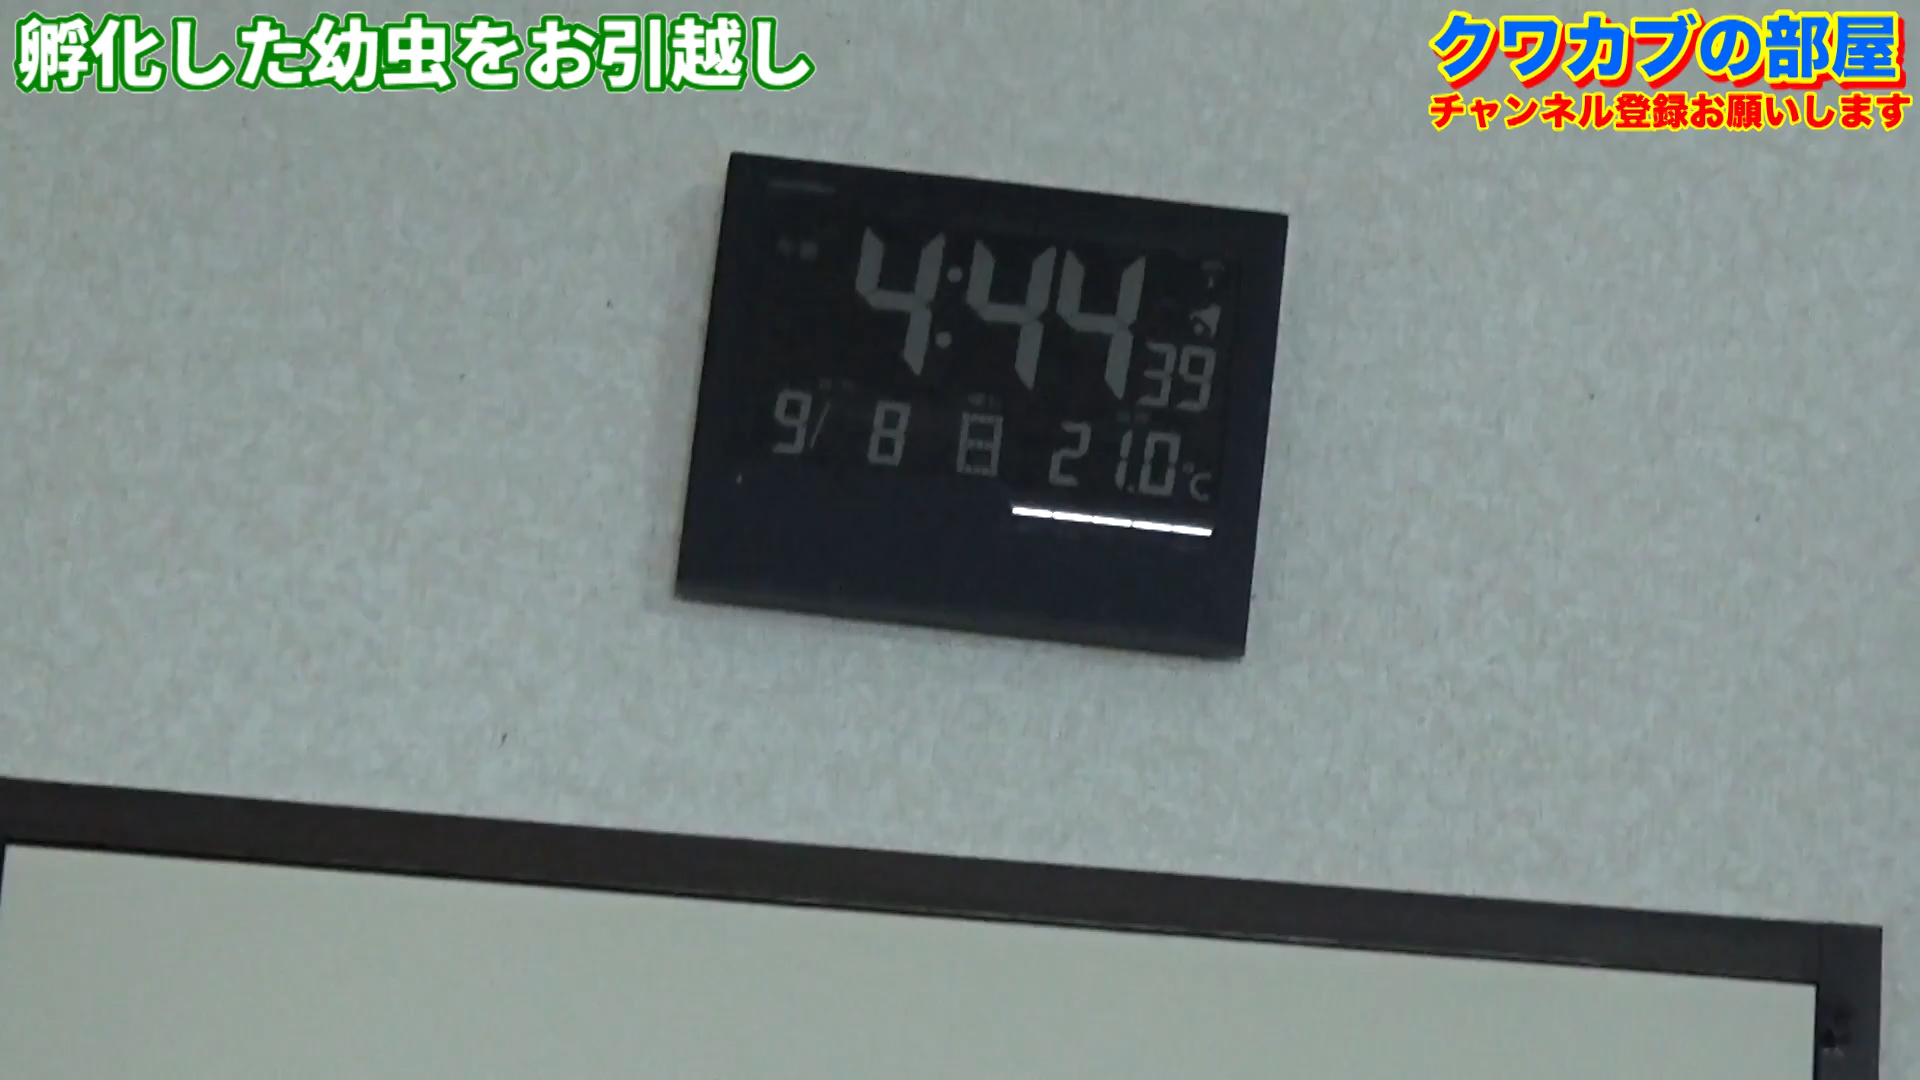 孵化した幼虫をお引越し
クワカブの部屋
チャンネル登録お願いします
4:44 39
9/ 8 日 21.0℃